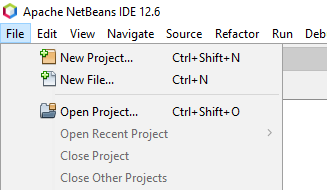 Apache NetBeans IDE 12.6
File Edit View Navigate Source Refactor Run Deb
New Project... Ctrl+Shift+N
New File... Ctrl+N
Open Project... Ctrl+Shift+O
Open Recent Project
Close Project
Close Other Projects